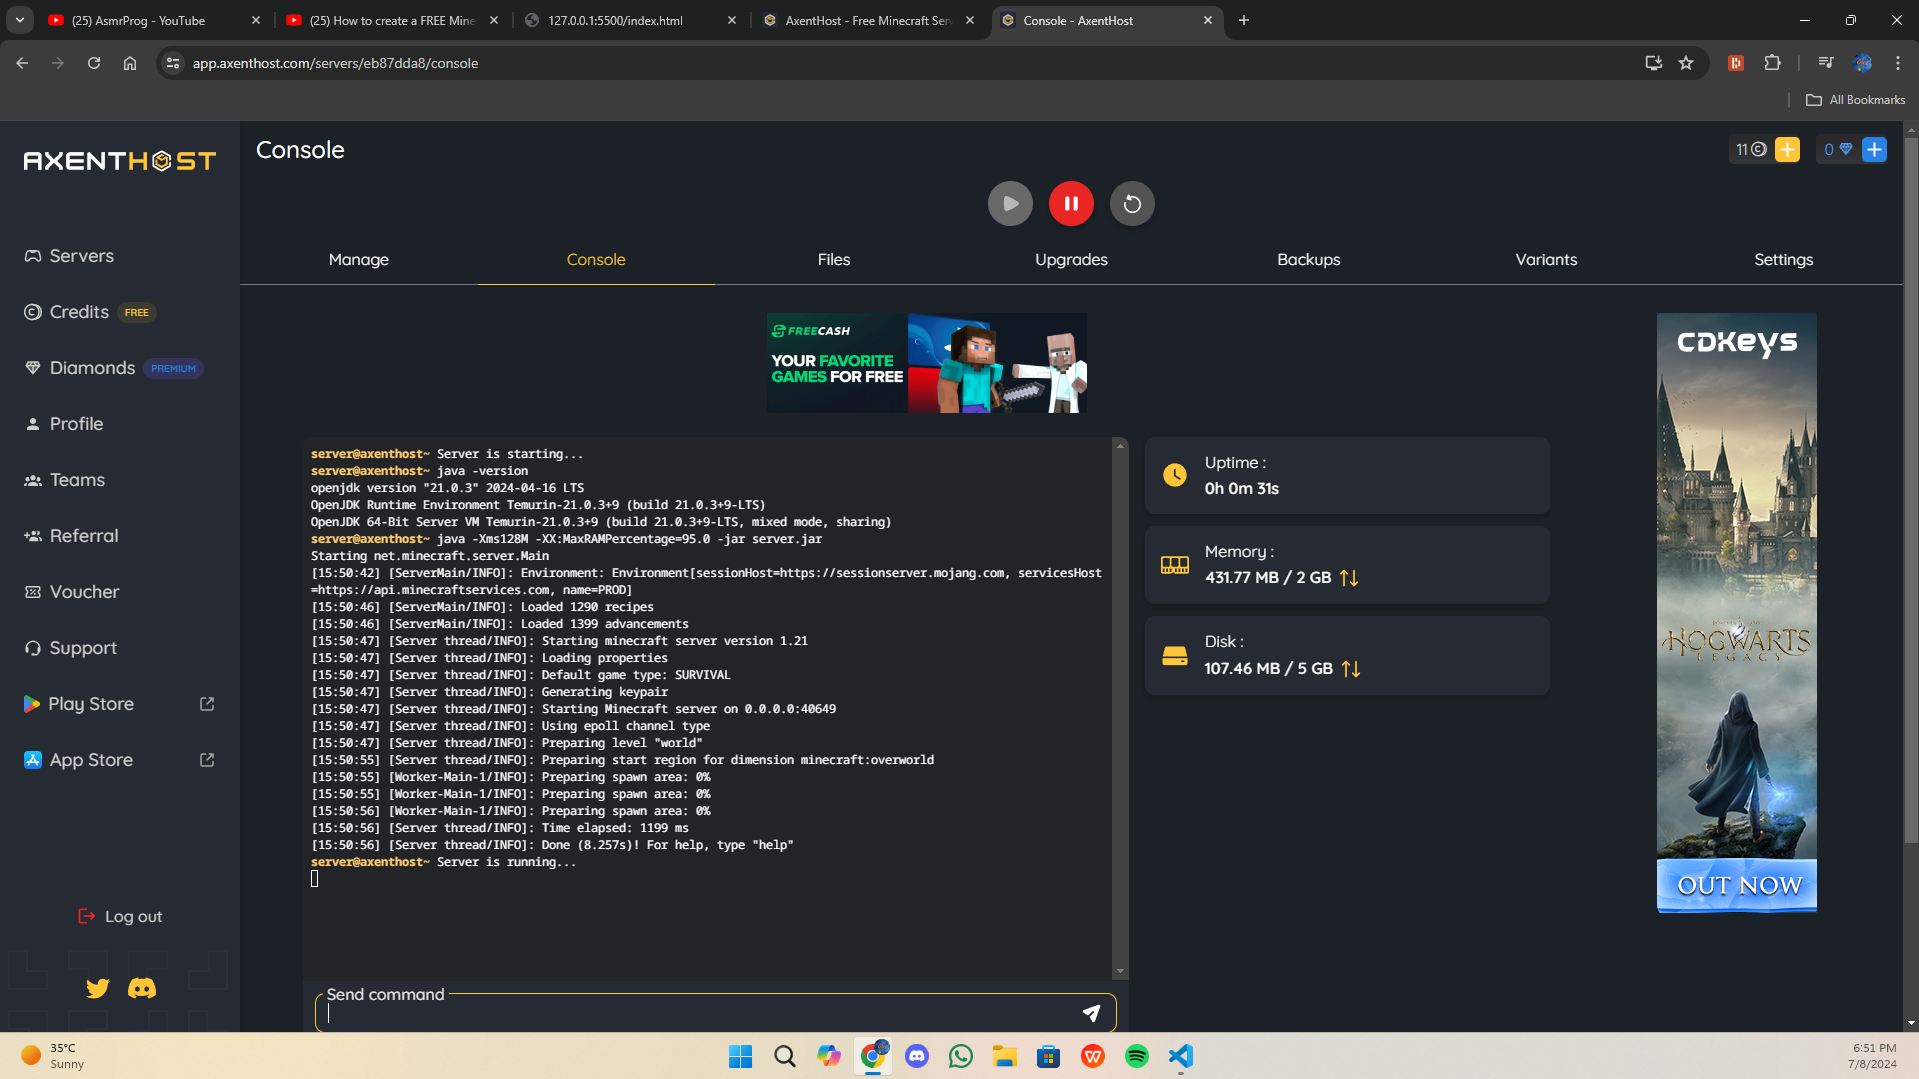 (25) AsmrProg - YouTube
(25) How to create a FREE Mine
127.0.0.1:5500/index.html
AxentHost - Free Minecraft Serv
Console - AxentHost
app.axenthost.com/servers/eb87dda8/console
All Bookmarks
AXENTHOST
Console
11
0
Servers
Credits FREE
Diamonds PREMIUM
Profile
Teams
Referral
Voucher
Support
Play Store
App Store
Log out
Manage
Console
Files
Upgrades
Backups
Variants
Settings
FREECASH
YOUR FAVORITE
GAMES FOR FREE
server@axenthost~ Server is starting...
server@axenthost~ java -version
openjdk version "21.0.3" 2024-04-16 LTS
OpenJDK Runtime Environment Temurin-21.0.3+9 (build 21.0.3+9-LTS)
OpenJDK 64-Bit Server VM Temurin-21.0.3+9 (build 21.0.3+9-LTS, mixed mode, sharing)
server@axenthost~ java -Xms128M -XX:MaxRAMPercentage=95.0 -jar server.jar
Starting net.minecraft.server.Main
[15:50:42] [ServerMain/INFO]: Environment: Environment[sessionHost=https://sessionserver.mojang.com, servicesHost
=https://api.minecraftservices.com, name=PROD]
[15:50:46] [ServerMain/INFO]: Loaded 1290 recipes
[15:50:46] [ServerMain/INFO]: Loaded 1399 advancements
[15:50:47] [Server thread/INFO]: Starting minecraft server version 1.21
[15:50:47] [Server thread/INFO]: Loading properties
[15:50:47] [Server thread/INFO]: Default game type: SURVIVAL
[15:50:47] [Server thread/INFO]: Generating keypair
[15:50:47] [Server thread/INFO]: Starting Minecraft server on 0.0.0.0:40649
[15:50:47] [Server thread/INFO]: Using epoll channel type
[15:50:47] [Server thread/INFO]: Preparing level "world"
[15:50:55] [Server thread/INFO]: Preparing start region for dimension minecraft:overworld
[15:50:55] [Worker-Main-1/INFO]: Preparing spawn area: 0%
[15:50:55] [Worker-Main-1/INFO]: Preparing spawn area: 0%
[15:50:56] [Worker-Main-1/INFO]: Preparing spawn area: 0%
[15:50:56] [Server thread/INFO]: Time elapsed: 1199 ms
[15:50:56] [Server thread/INFO]: Done (8.257s)! For help, type "help"
server@axenthost~ Server is running...
Send command
Uptime :
0h 0m 31s
Memory :
431.77 MB / 2 GB
Disk :
107.46 MB / 5 GB
CDKeys
HOGWARTS
LEGACY
OUT NOW
35°C
Sunny
6:51 PM
7/8/2024